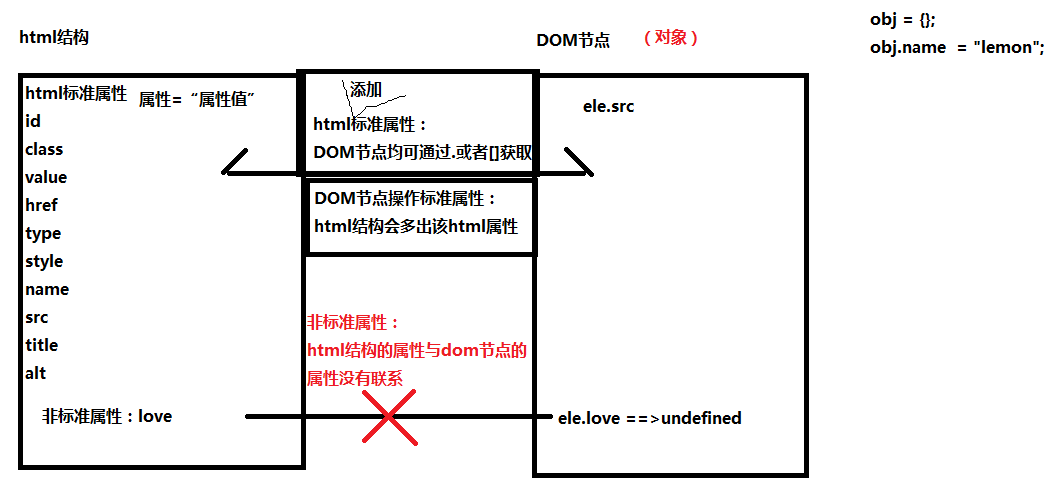 html结构
DOM节点
（对象）
obj = {};
obj.name = "lemon";
html标准属性
属性=“属性值”
id
class
value
href
type
style
name
src
title
alt
非标准属性：love
添加
html标准属性：
DOM节点均可通过.或者[]获取
DOM节点操作标准属性：
html结构会多出该html属性
非标准属性：
html结构的属性与dom节点的
属性没有联系
ele.src
ele.love ==>undefined